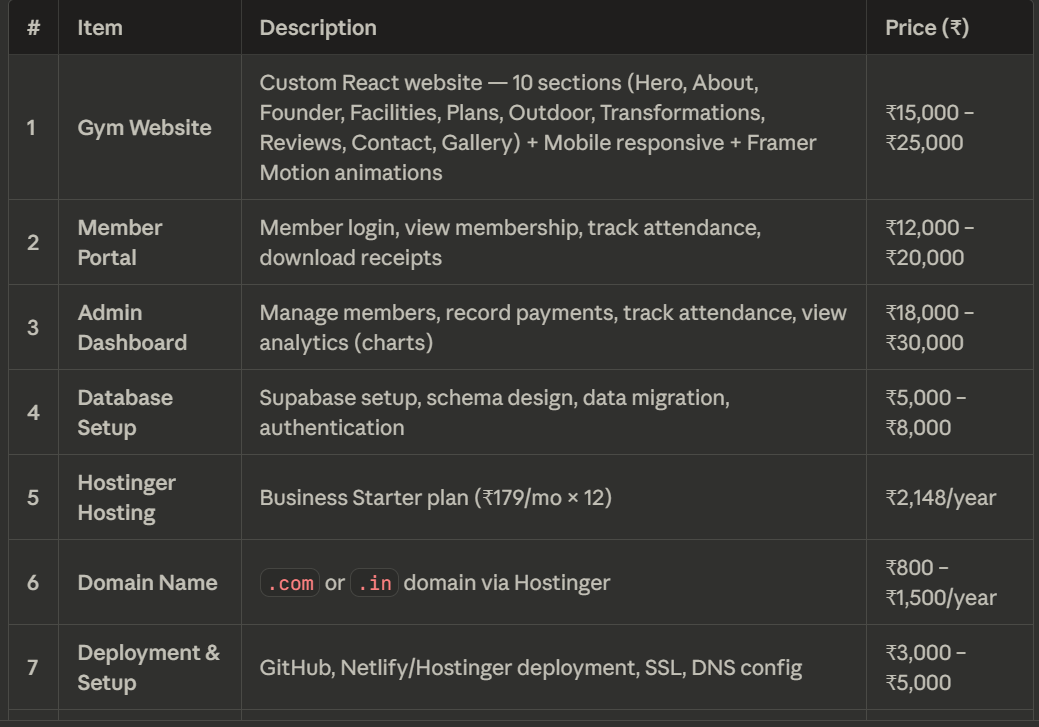 # Item Description Price (₹)
1 Gym Website Custom React website — 10 sections (Hero, About,
Founder, Facilities, Plans, Outdoor, Transformations,
Reviews, Contact, Gallery) + Mobile responsive + Framer
Motion animations
₹15,000 –
₹25,000
2 Member
Portal
Member login, view membership, track attendance,
download receipts
₹12,000 –
₹20,000
3 Admin
Dashboard
Manage members, record payments, track attendance, view
analytics (charts)
₹18,000 –
₹30,000
4 Database
Setup
Supabase setup, schema design, data migration,
authentication
₹5,000 –
₹8,000
5 Hostinger
Hosting
Business Starter plan (₹179/mo × 12)
₹2,148/year
6 Domain Name
.com or .in domain via Hostinger
₹800 –
₹1,500/year
7 Deployment &
Setup
GitHub, Netlify/Hostinger deployment, SSL, DNS config
₹3,000 –
₹5,000